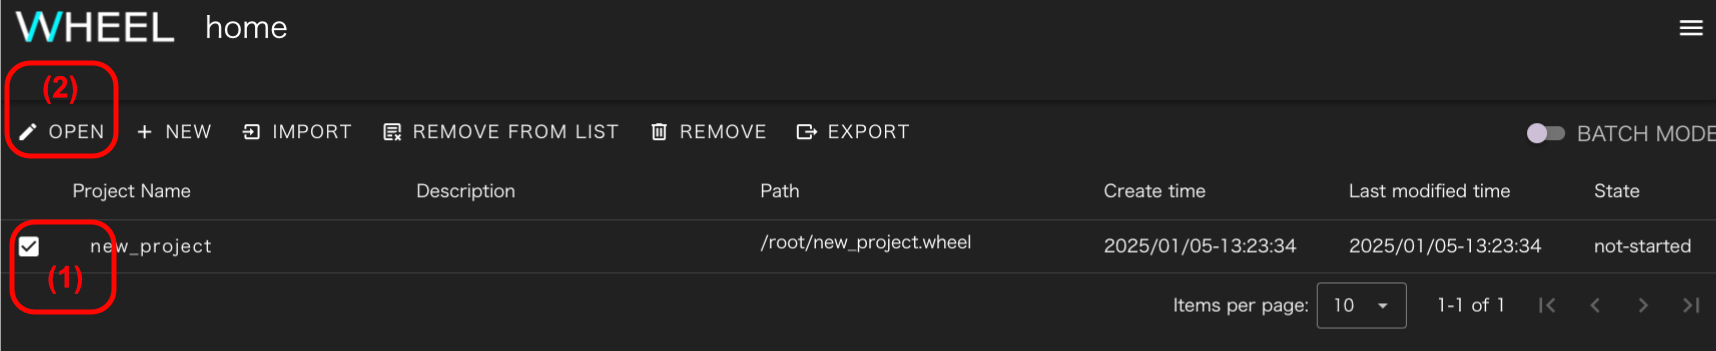 WHEEL home
(2)
OPEN NEW IMPORT REMOVE FROM LIST REMOVE EXPORT BATCH MODE
Project Name Description Path Create time Last modified time State
new_project /root/new_project.wheel 2025/01/05-13:23:34 2025/01/05-13:23:34 not-started
(1)
Items per page: 10 1-1 of 1